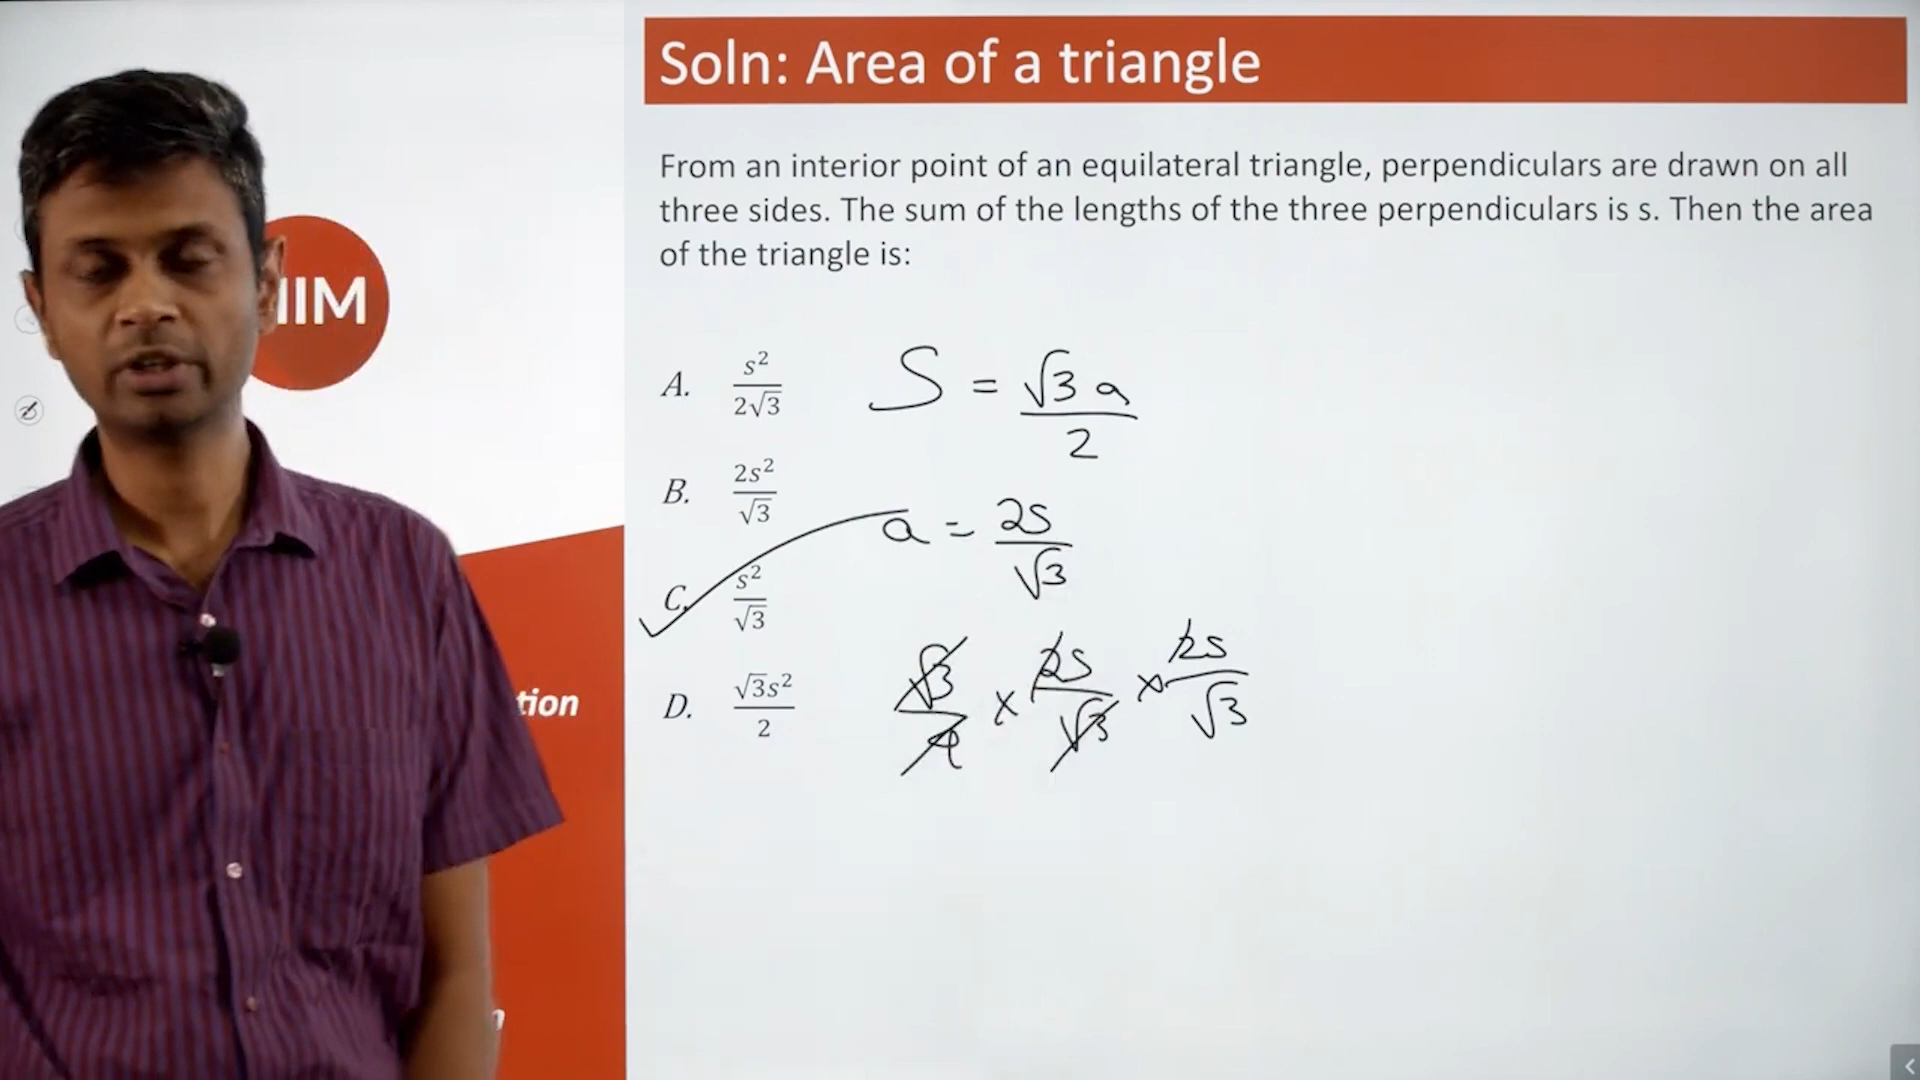 Soln: Area of a triangle
From an interior point of an equilateral triangle, perpendiculars are drawn on all
three sides. The sum of the lengths of the three perpendiculars is s. Then the area
of the triangle is:
A. s²/2√3
B. 2s²/√3
C. s²/√3
D. √3s²/2
S = √3 a/2
a = 2s/√3
√3/4 × 2s/√3 × 2s/√3
IIM
tion